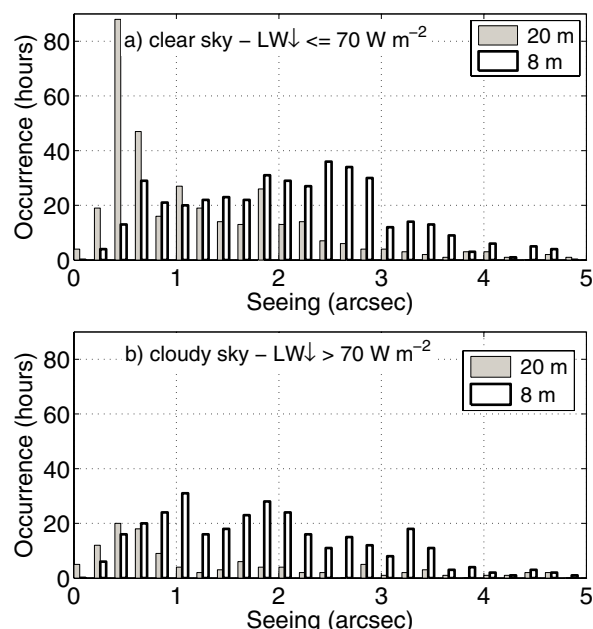 a) clear sky − LW↓ <= 70 W m⁻²
20 m
8 m
Occurrence (hours)
80
60
40
20
0
0 1 2 3 4 5
Seeing (arcsec)
b) cloudy sky − LW↓ > 70 W m⁻²
20 m
8 m
Occurrence (hours)
80
60
40
20
0
0 1 2 3 4 5
Seeing (arcsec)